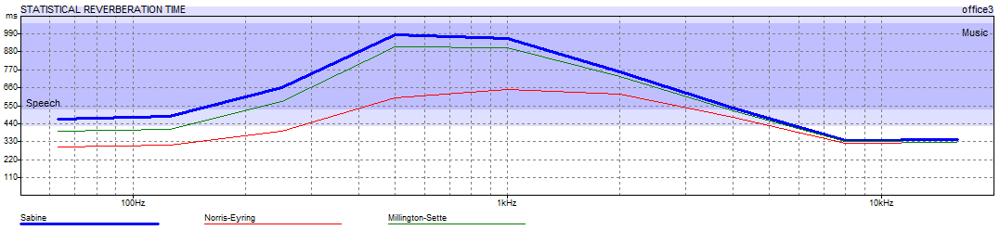 STATISTICAL REVERBERATION TIME office3
ms
990 Music
880
770
660
550 Speech
440
330
220
110
100Hz 1kHz 10kHz
Sabine Norris-Eyring Millington-Sette